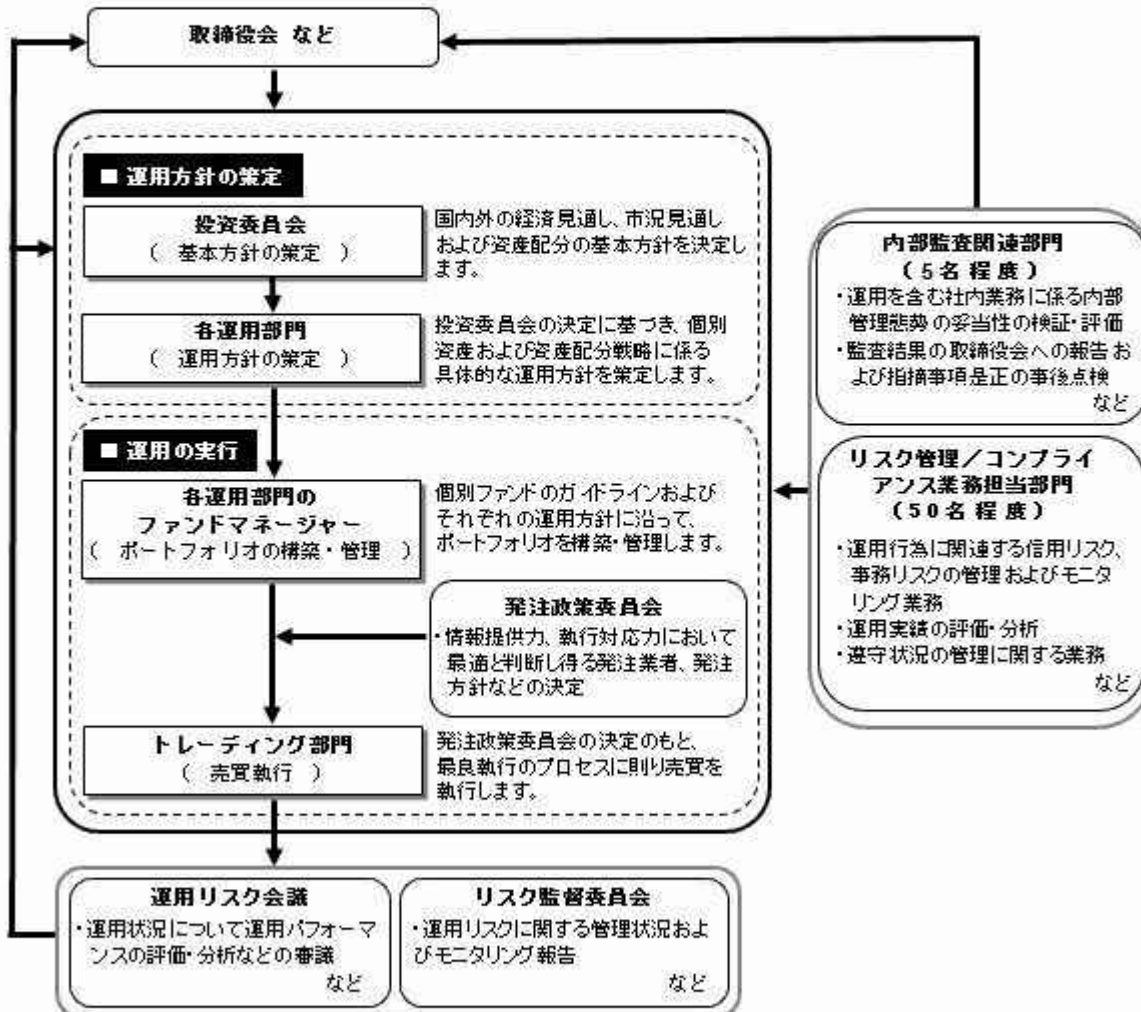 取締役会 など
■ 運用方針の策定
投資委員会
( 基本方針の策定 )
国内外の経済見通し、市況見通し
および資産配分の基本方針を決定し
ます。
各運用部門
( 運用方針の策定 )
投資委員会の決定に基づき、個別
資産および資産配分戦略に係る
具体的な運用方針を策定します。
■ 運用の実行
各運用部門の
ファンドマネージャー
( ポートフォリオの構築・管理 )
個別ファンドのガイドラインおよび
それぞれの運用方針に沿って、
ポートフォリオを構築・管理します。
発注政策委員会
・情報提供力、執行対応力において
最適と判断し得る発注業者、発注
方針などの決定
トレーディング部門
( 売買執行 )
発注政策委員会の決定のもと、
最良執行のプロセスに則り売買を
執行します。
内部監査関連部門
(5名程度)
・運用を含む社内業務に係る内部
管理態勢の妥当性の検証・評価
・監査結果の取締役会への報告お
よび指摘事項是正の事後点検
など
リスク管理/コンプライ
アンス業務担当部門
(50名程度)
・運用行為に関連する信用リスク、
事務リスクの管理およびモニタ
リング業務
・運用実績の評価・分析
・遵守状況の管理に関する業務
など
運用リスク会議
・運用状況について運用パフォーマ
ンスの評価・分析などの審議
など
リスク監督委員会
・運用リスクに関する管理状況およ
びモニタリング報告
など